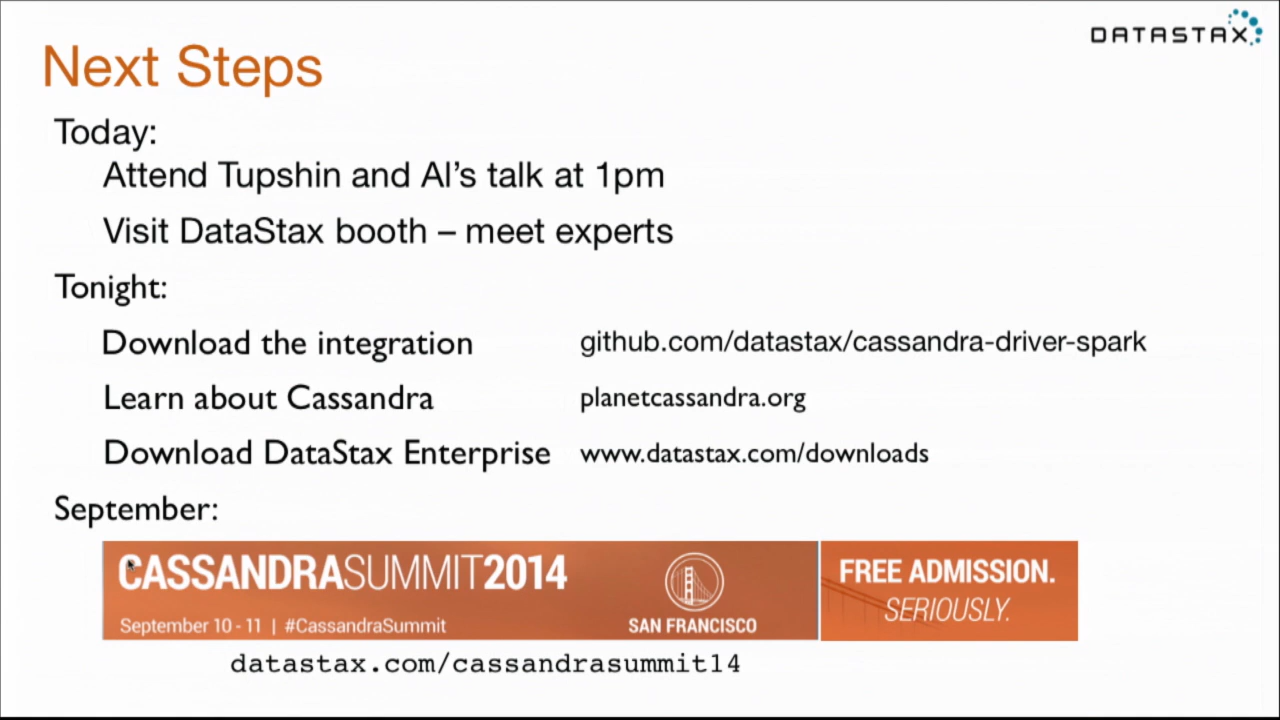 DATASTAX
Next Steps
Today:
Attend Tupshin and Al’s talk at 1pm
Visit DataStax booth – meet experts
Tonight:
Download the integration github.com/datastax/cassandra-driver-spark
Learn about Cassandra planetcassandra.org
Download DataStax Enterprise www.datastax.com/downloads
September:
CASSANDRASUMMIT2014
September 10 - 11 | #CassandraSummit
SAN FRANCISCO
FREE ADMISSION.
SERIOUSLY.
datastax.com/cassandrasummit14